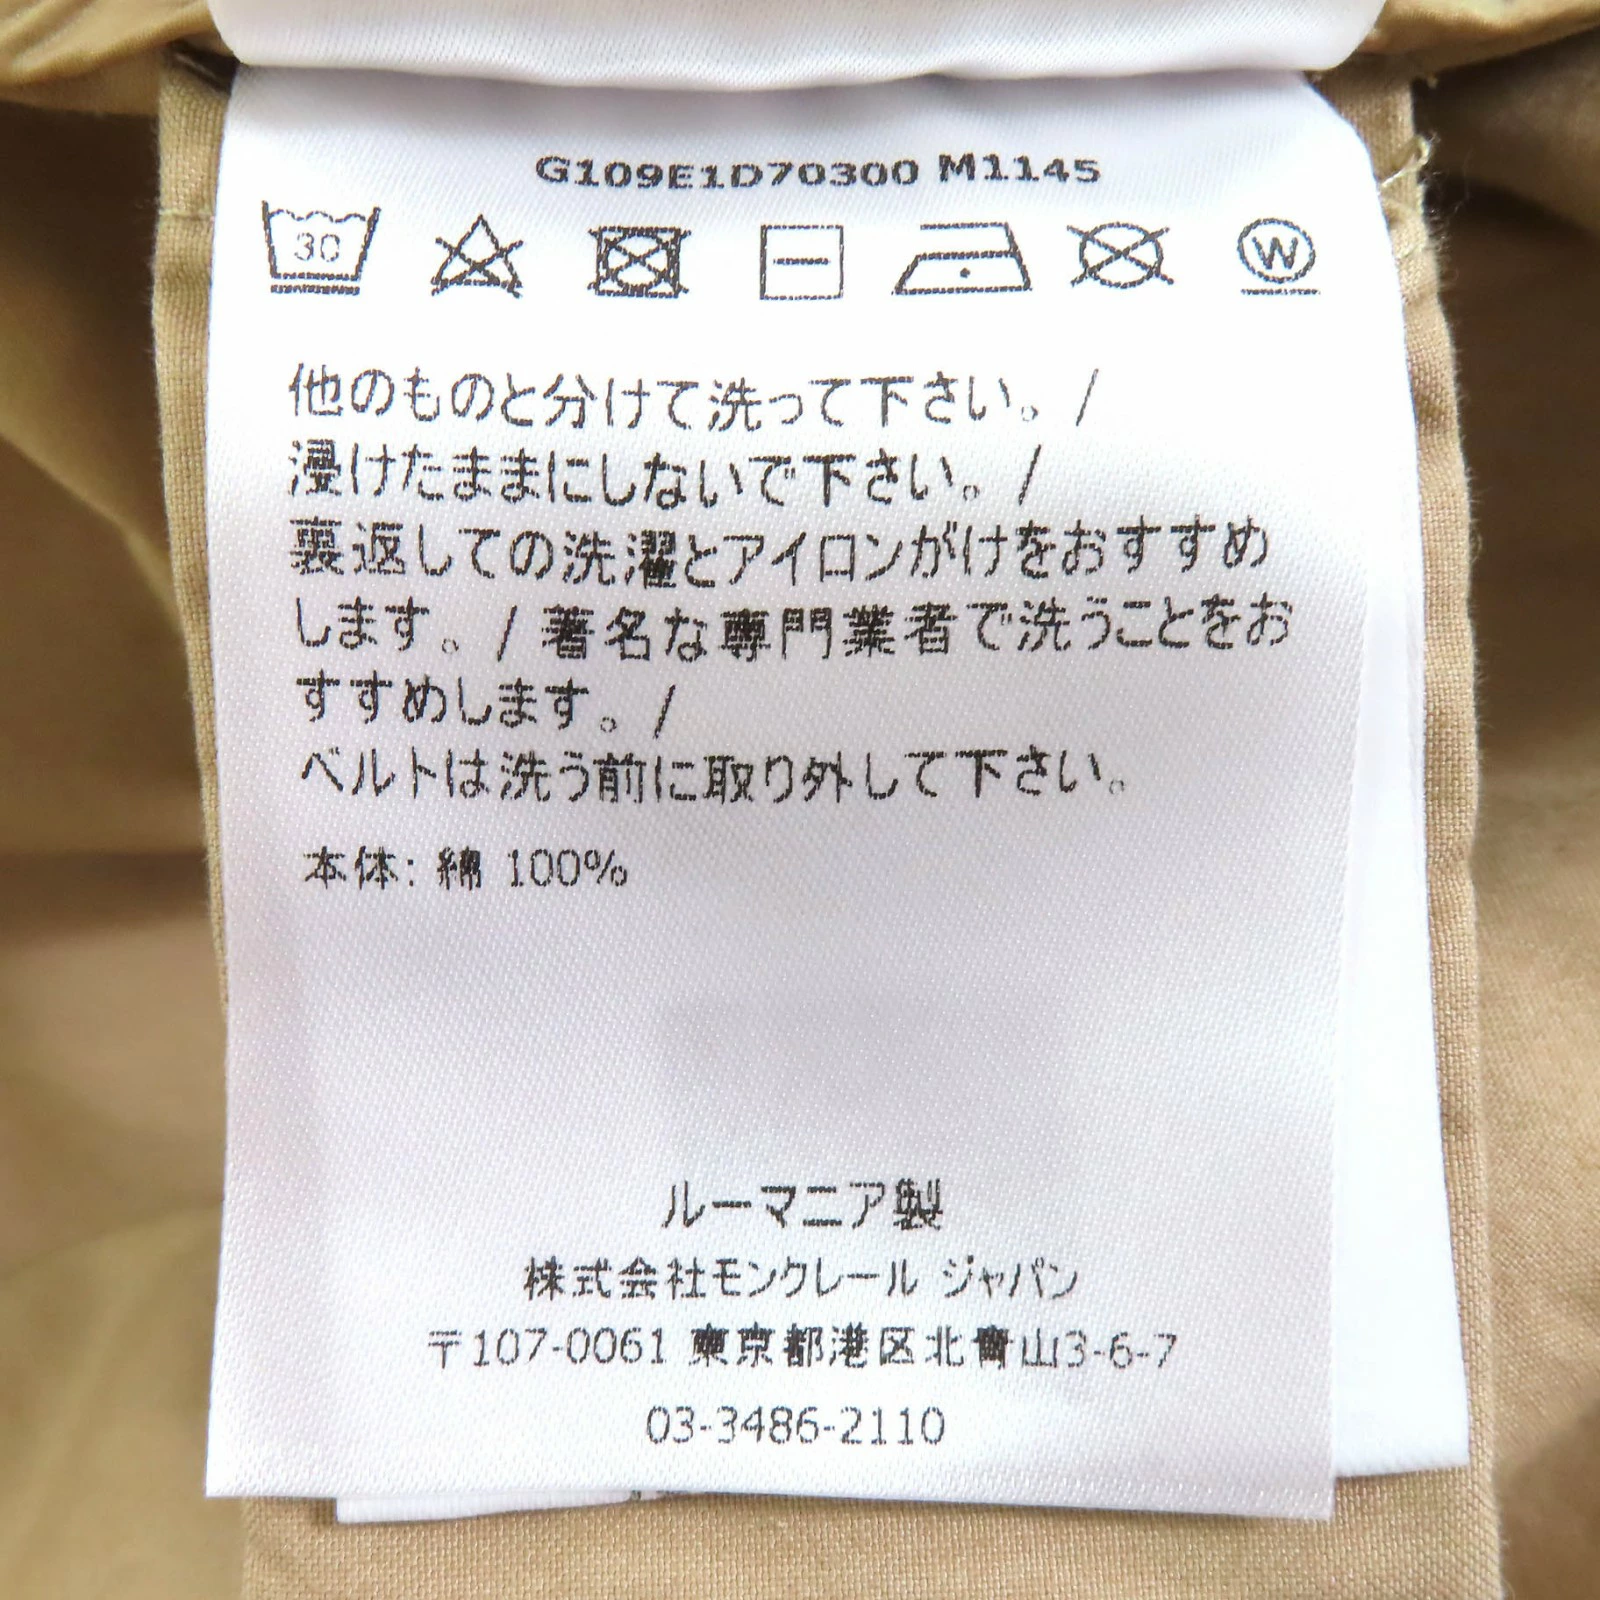 G109E1D70300 M1145
30
W
他のものと分けて洗って下さい。/
浸けたままにしないで下さい。/
裏返しての洗濯とアイロンがけをおすすめ
します。/ 著名な専門業者で洗うことをお
すすめします。/
ベルトは洗う前に取り外して下さい。
本体: 綿 100%
ルーマニア製
株式会社モンクレール ジャパン
〒107-0061 東京都港区北青山3-6-7
03-3486-2110